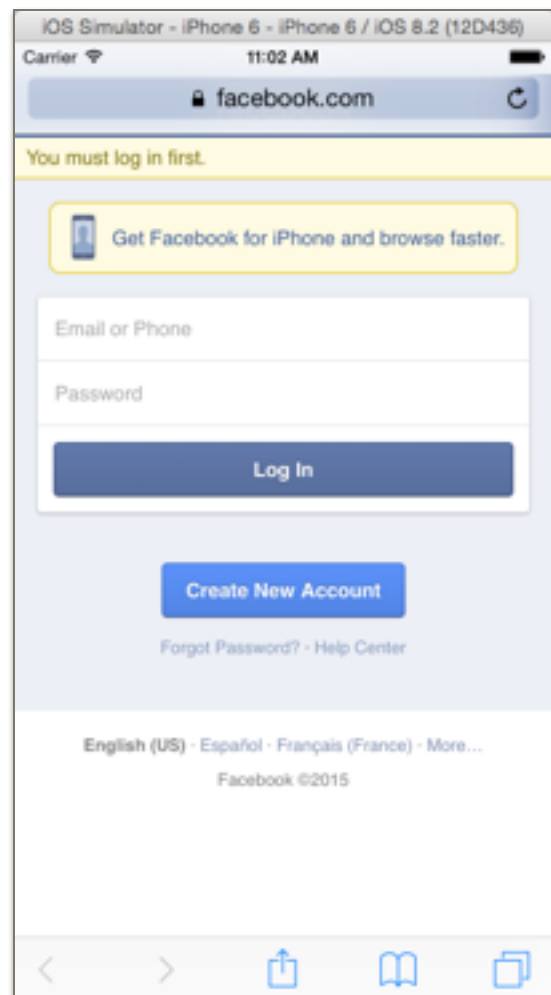 iOS Simulator - iPhone 6 - iPhone 6 / iOS 8.2 (12D436)
Carrier 11:02 AM
facebook.com
You must log in first.
Get Facebook for iPhone and browse faster.
Email or Phone
Password
Log In
Create New Account
Forgot Password? · Help Center
English (US) · Español · Français (France) · More...
Facebook ©2015